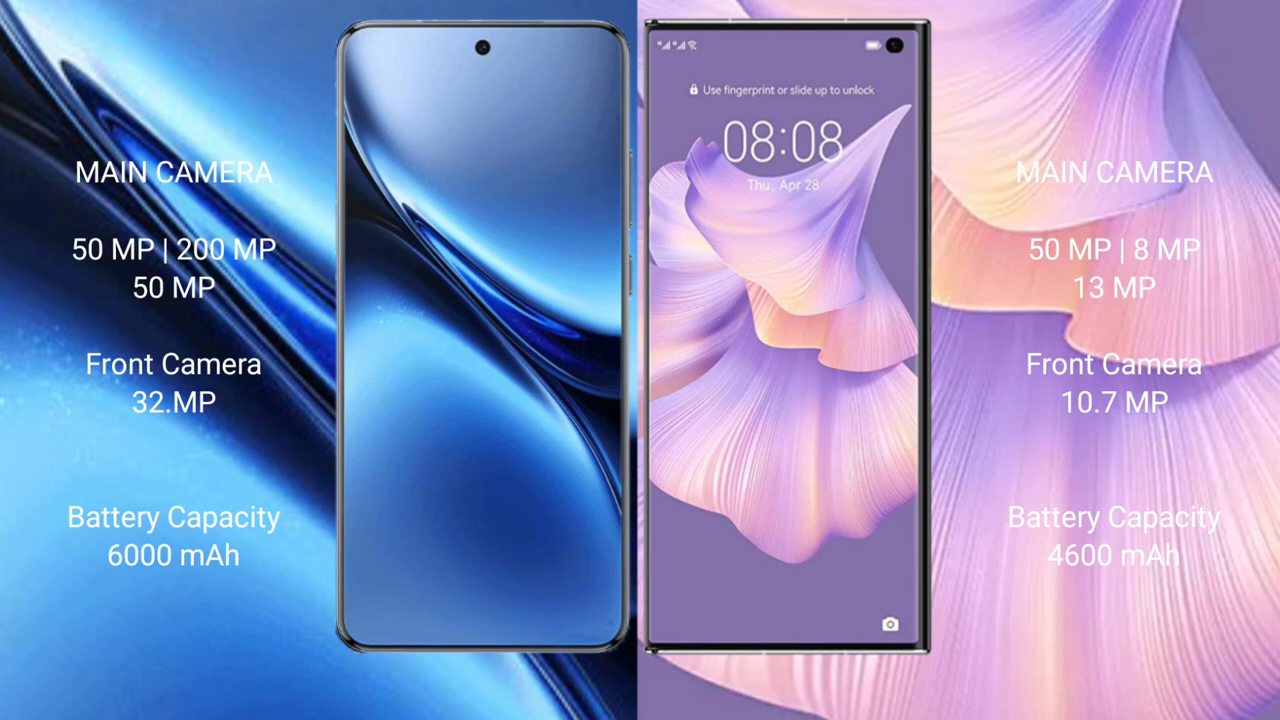 MAIN CAMERA
50 MP | 200 MP
50 MP
Front Camera
32.MP
Battery Capacity
6000 mAh
Use fingerprint or slide up to unlock
08:08
Thu, Apr 28
MAIN CAMERA
50 MP | 8 MP
13 MP
Front Camera
10.7 MP
Battery Capacity
4600 mAh